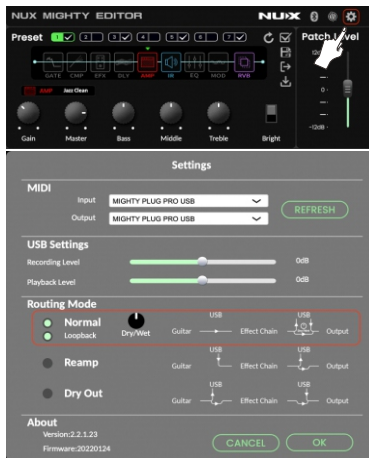 NUX MIGHTY EDITOR NUX
Preset 1 2 3 4 5 6 7 Patch Level
GATE CMP EFX DLY AMP IR EQ MOD RVB
0
AMP Jazz Clean
-12dB
Gain Master Bass Middle Treble Bright
Settings
MIDI
Input MIGHTY PLUG PRO USB
REFRESH
Output MIGHTY PLUG PRO USB
USB Settings
Recording Level 0dB
Playback Level 0dB
Routing Mode
USB USB
Normal
Loopback Dry/Wet Guitar Effect Chain Output
USB USB
Reamp Guitar Effect Chain Output
USB USB
Dry Out Guitar Effect Chain Output
About
Version:2.2.1.23
Firmware:20220124 CANCEL OK